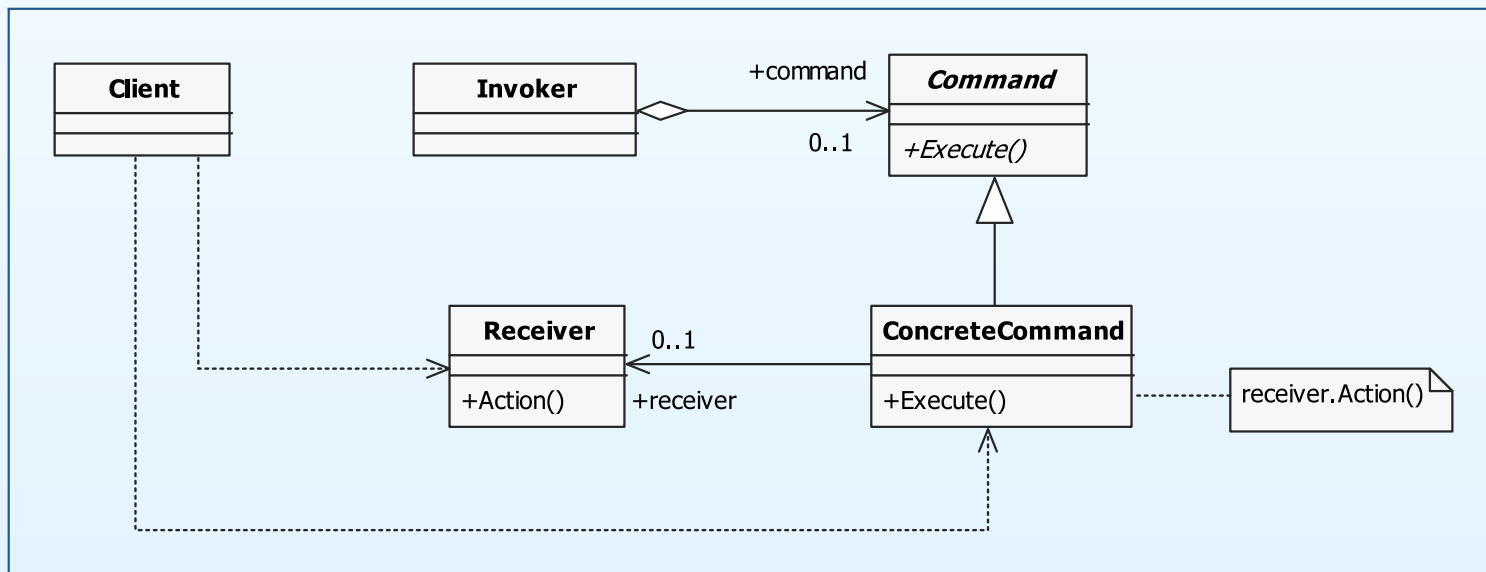 Client
Invoker
+command
0..1
Command
+Execute()
Receiver
+Action()
0..1
+receiver
ConcreteCommand
+Execute()
receiver.Action()